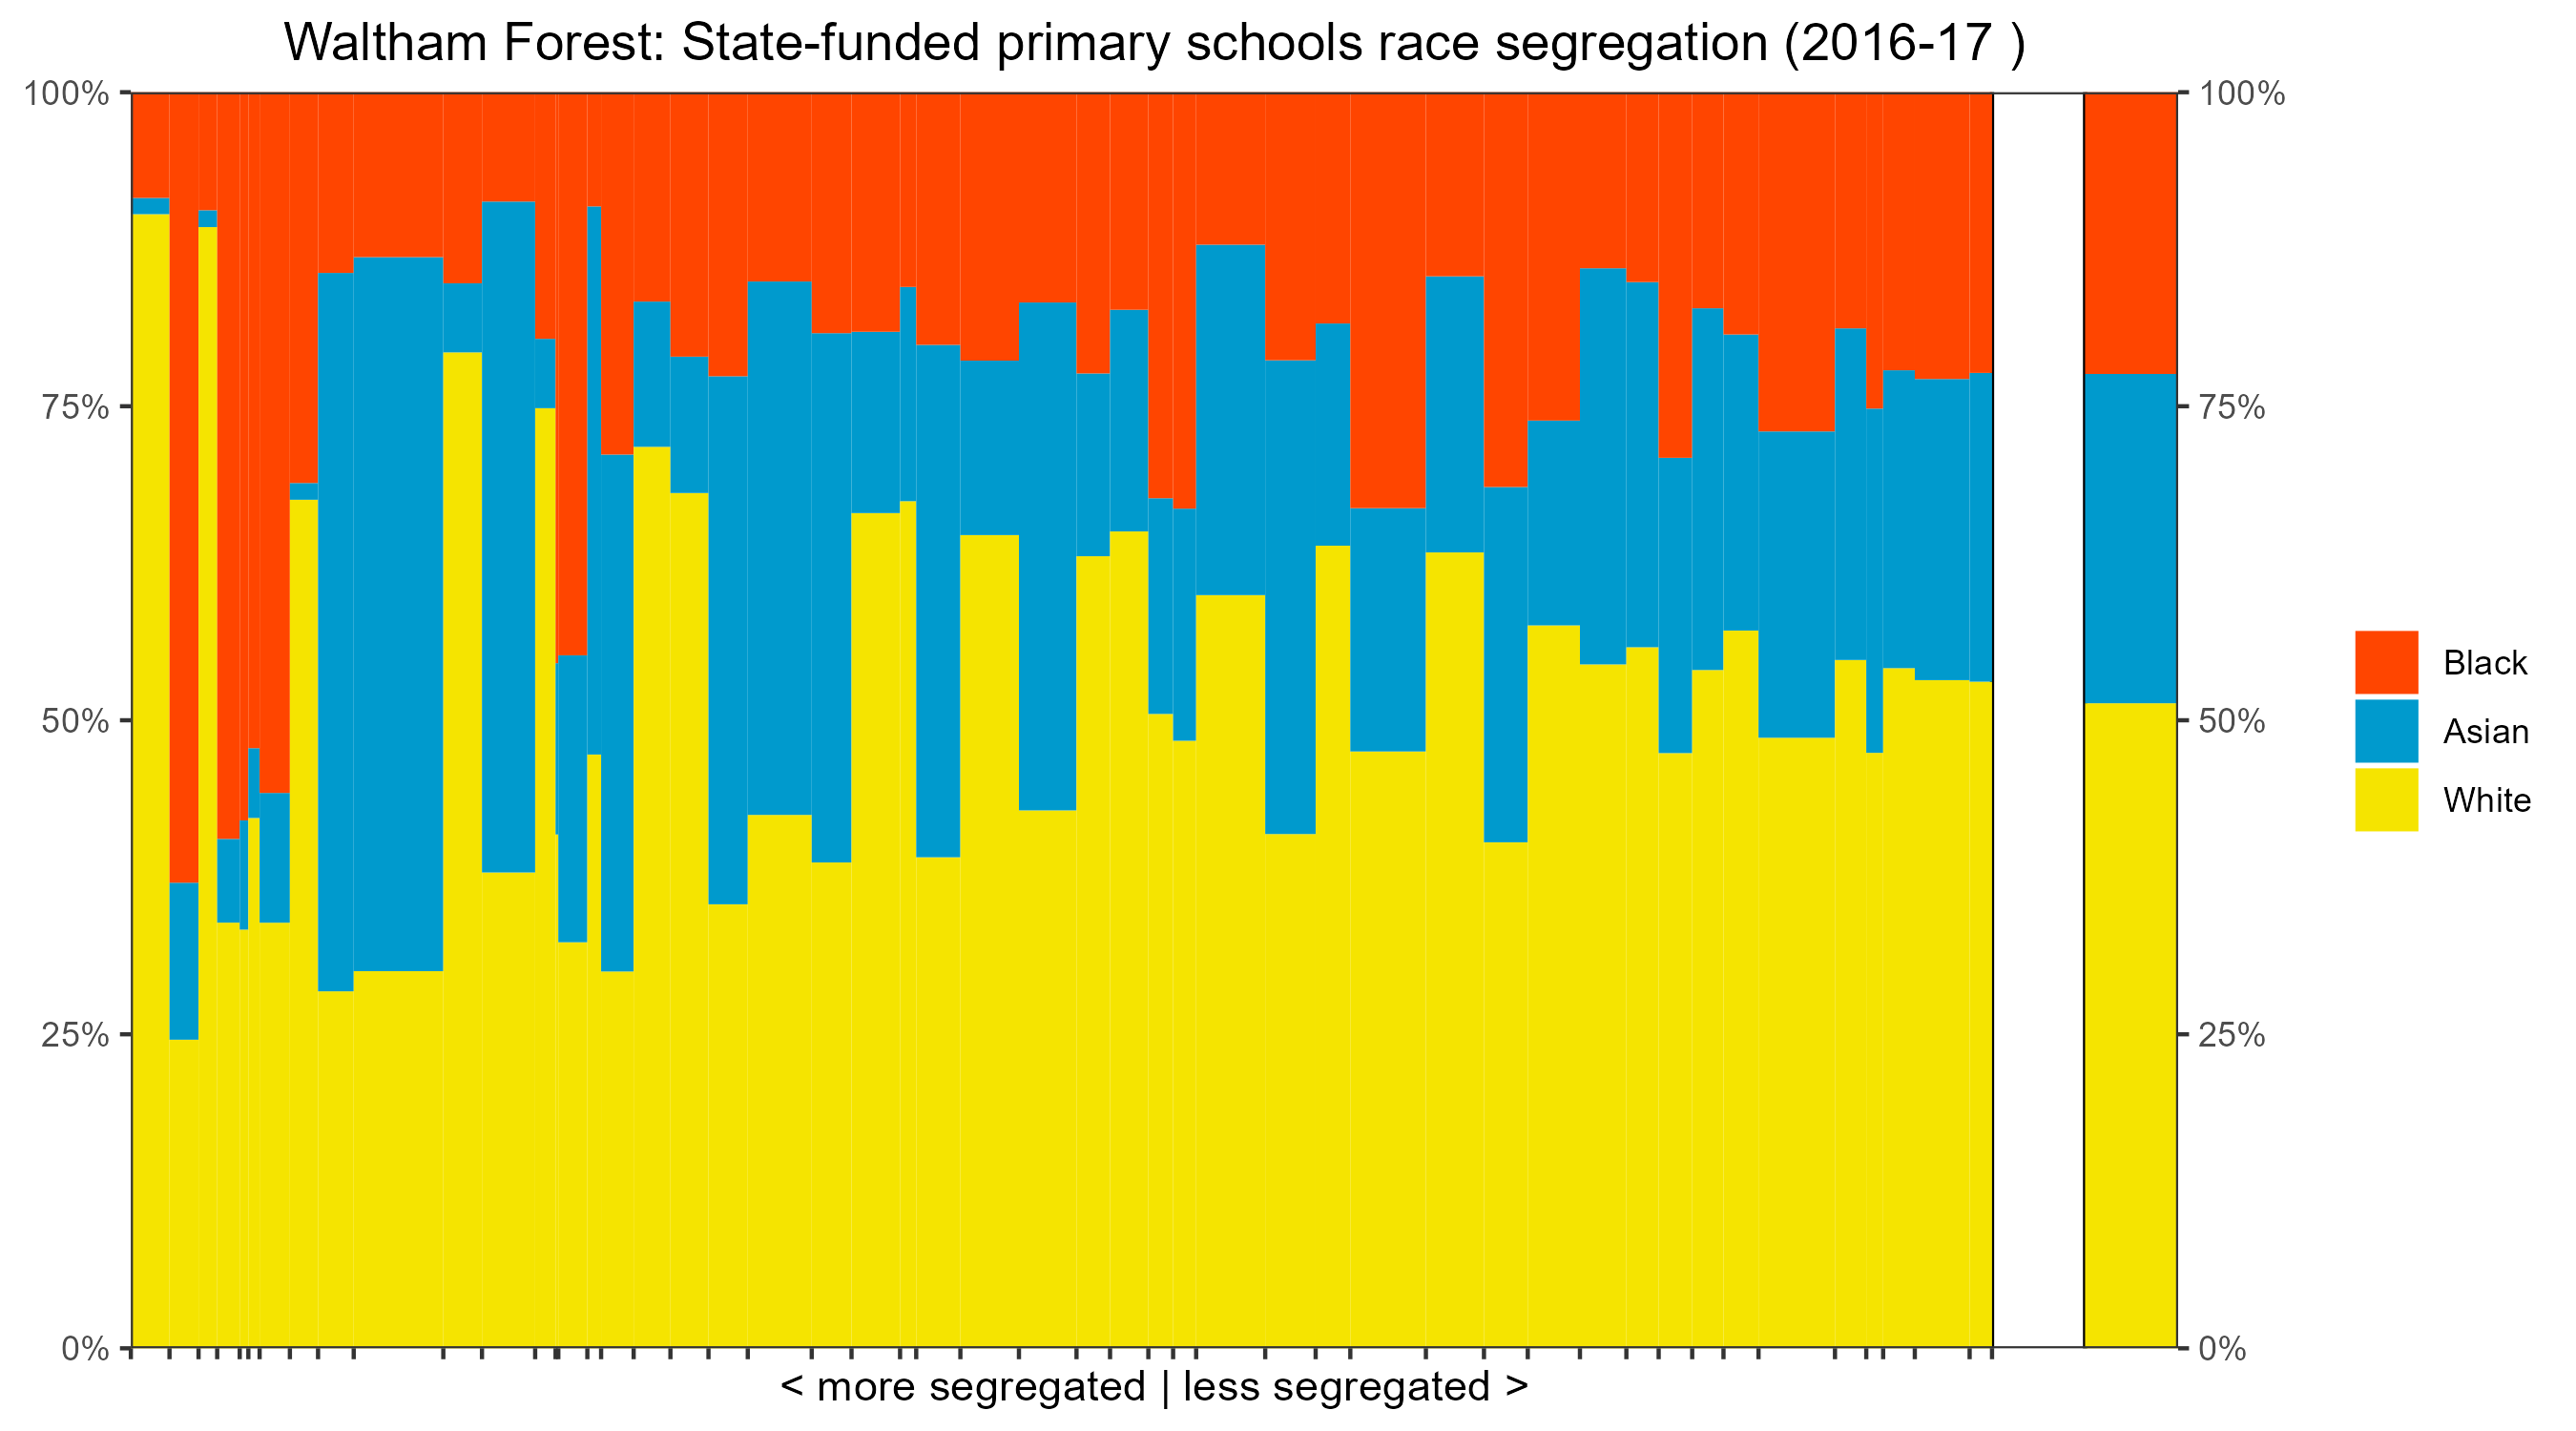 Waltham Forest: State-funded primary schools race segregation (2016-17 )
100%
75%
50%
25%
0%
100%
75%
50%
25%
0%
Black
Asian
White
< more segregated | less segregated >